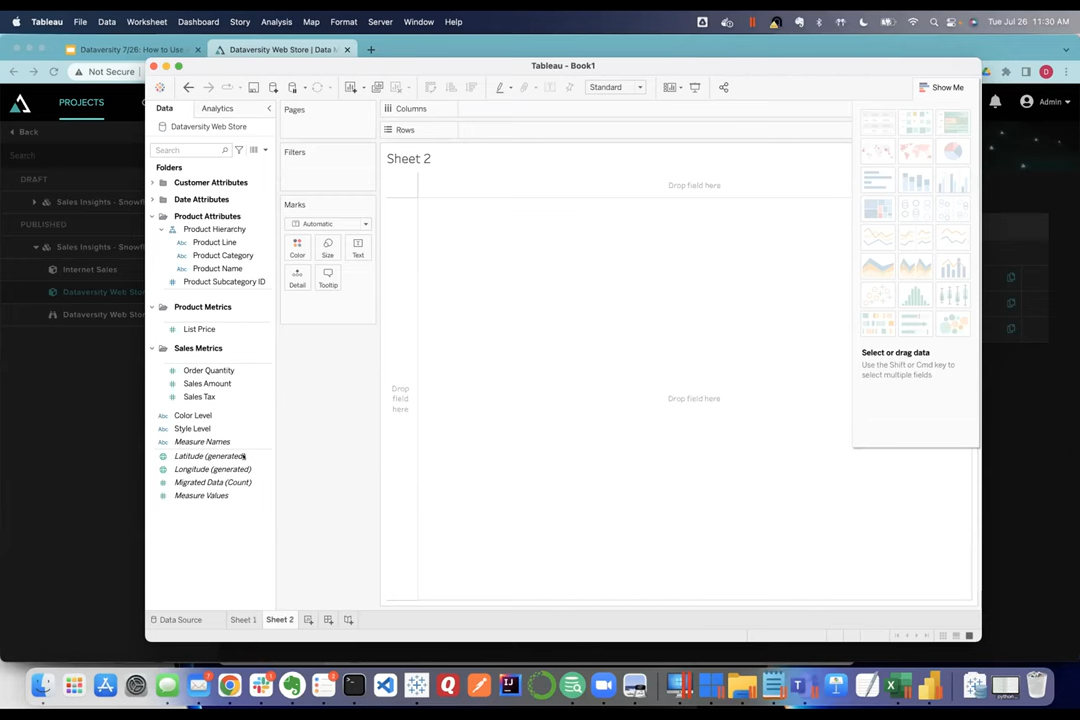 Tableau File Data Worksheet Dashboard Story Analysis Map Format Server Window Help Tue Jul 26 11:30 AM
Dataversity 7/26: How to Use Dataversity Web Store | Data M
Tableau - Book1
Not Secure
PROJECTS
Standard
Show Me
Admin
Back
Data Analytics
Pages
Columns
Dataversity Web Store
Rows
Search
Search
Filters
Sheet 2
Folders
DRAFT
Customer Attributes
Drop field here
Sales Insights - Snowfl
Date Attributes
Marks
PUBLISHED
Product Attributes
Automatic
Product Hierarchy
Sales Insights - Snowfl
Product Line
Color Size Text
Product Category
Internet Sales
Product Name
Product Subcategory ID
Detail Tooltip
Dataversity Web Stor
Product Metrics
Dataversity Web Stor
List Price
Sales Metrics
Select or drag data
Use the Shift or Cmd key to
select multiple fields
Order Quantity
Sales Amount
Drop
field
here
Drop field here
Sales Tax
Abc Color Level
Abc Style Level
Abc Measure Names
Latitude (generated)
Longitude (generated)
# Migrated Data (Count)
# Measure Values
Data Source Sheet 1 Sheet 2